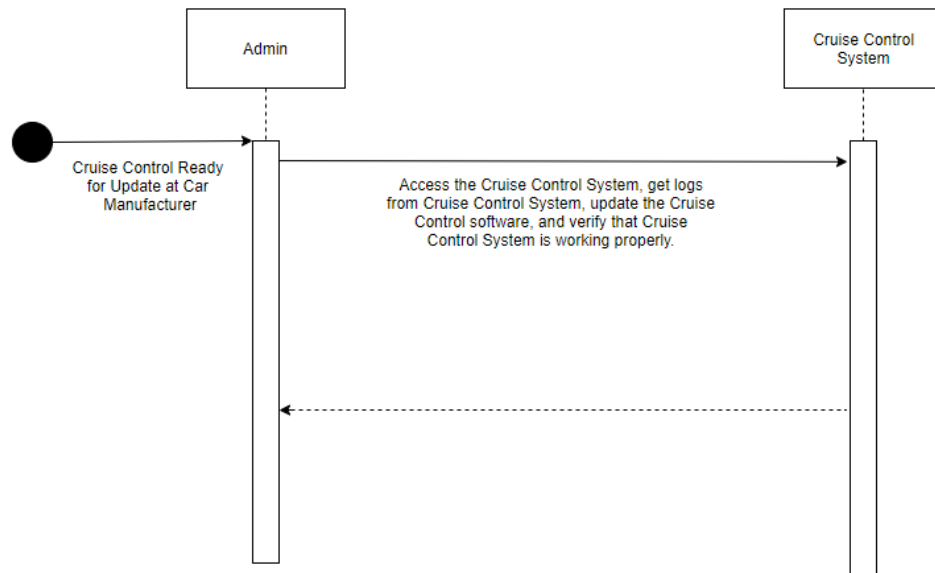 Admin
Cruise Control
System
Cruise Control Ready
for Update at Car
Manufacturer
Access the Cruise Control System, get logs
from Cruise Control System, update the Cruise
Control software, and verify that Cruise
Control System is working properly.